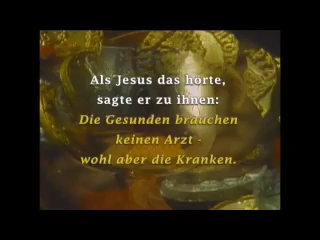 Als Jesus das hörte,
sagte er zu ihnen:
Die Gesunden brauchen
keinen Arzt -
wohl aber die Kranken.